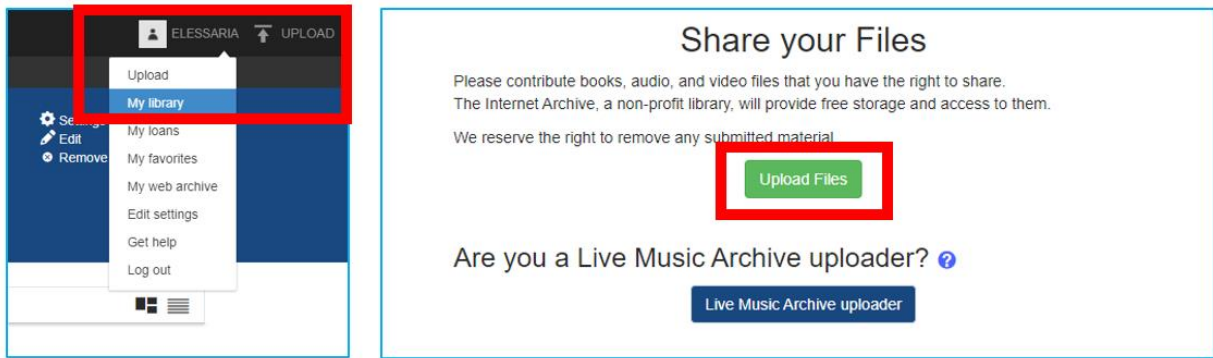 ELESSARIA UPLOAD
Upload
My library
My loans
My favorites
My web archive
Edit settings
Get help
Log out
Edit
Remove
Share your Files
Please contribute books, audio, and video files that you have the right to share.
The Internet Archive, a non-profit library, will provide free storage and access to them.
We reserve the right to remove any submitted material
Upload Files
Are you a Live Music Archive uploader?
Live Music Archive uploader